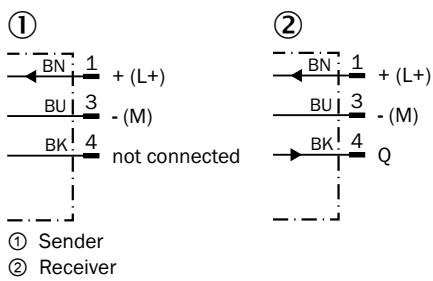 ① ②
BN 1 + (L+) BN 1 + (L+)
BU 3 - (M) BU 3 - (M)
BK 4 not connected BK 4 Q
① Sender
② Receiver